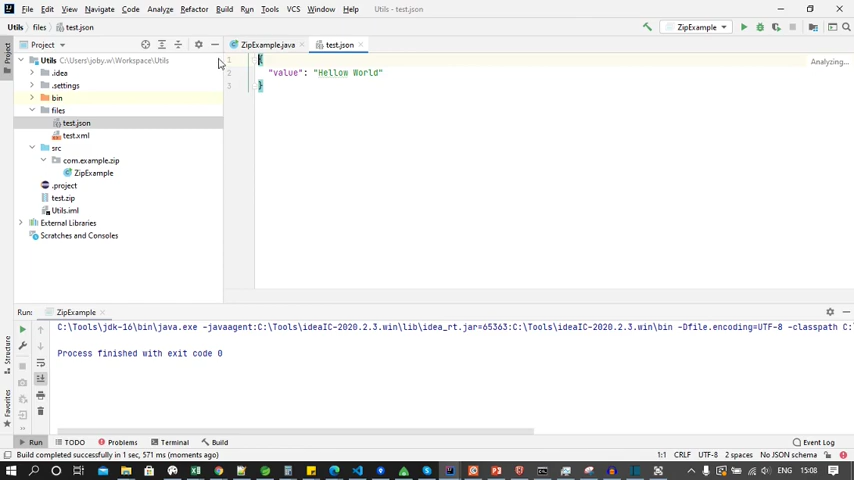 File Edit View Navigate Code Analyze Refactor Build Run Tools VCS Window Help Utils - test.json
Utils files test.json ZipExample
Project ZipExample.java test.json
Project
Utils C:\Users\joby.w\Workspace\Utils 1 { Analyzing...
.idea 2 "value": "Hellow World"
.settings 3 }
bin
files
test.json
test.xml
src
com.example.zip
ZipExample
.project
test.zip
Utils.iml
External Libraries
Scratches and Consoles
Run: ZipExample
C:\Tools\jdk-16\bin\java.exe -javaagent:C:\Tools\ideaIC-2020.2.3.win\lib\idea_rt.jar=65363:C:\Tools\ideaIC-2020.2.3.win\bin -Dfile.encoding=UTF-8 -classpath C:
Process finished with exit code 0
Structure
Favorites
Run TODO Problems Terminal Build Event Log
Build completed successfully in 1 sec, 571 ms (moments ago) 1:1 CRLF UTF-8 2 spaces No JSON schema
ENG 15:08